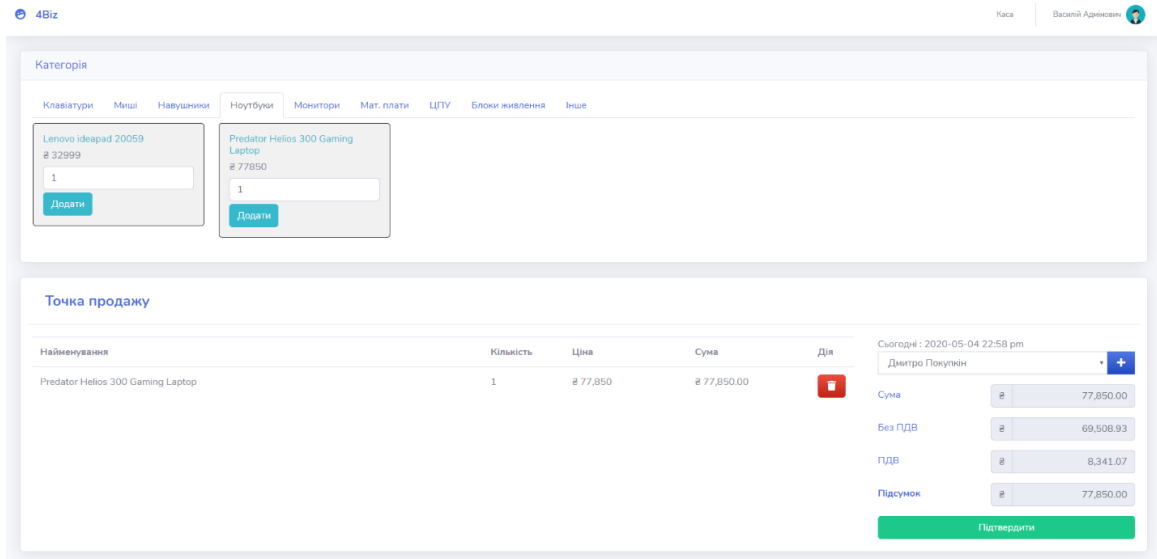 4Biz
Каса
Василій Адмінович
Категорія
Клавіатури Миші Навушники Ноутбуки Монитори Мат. плати ЦПУ Блоки живлення Інше
Lenovo ideapad 20059
₴ 32999
1
Додати
Predator Helios 300 Gaming
Laptop
₴ 77850
1
Додати
Точка продажу
Найменування Кількість Ціна Сума Дія
Predator Helios 300 Gaming Laptop 1 ₴ 77,850 ₴ 77,850.00
Сьогодні : 2020-05-04 22:58 pm
Дмитро Покупкін +
Сума ₴ 77,850.00
Без ПДВ ₴ 69,508.93
ПДВ ₴ 8,341.07
Підсумок ₴ 77,850.00
Підтвердити